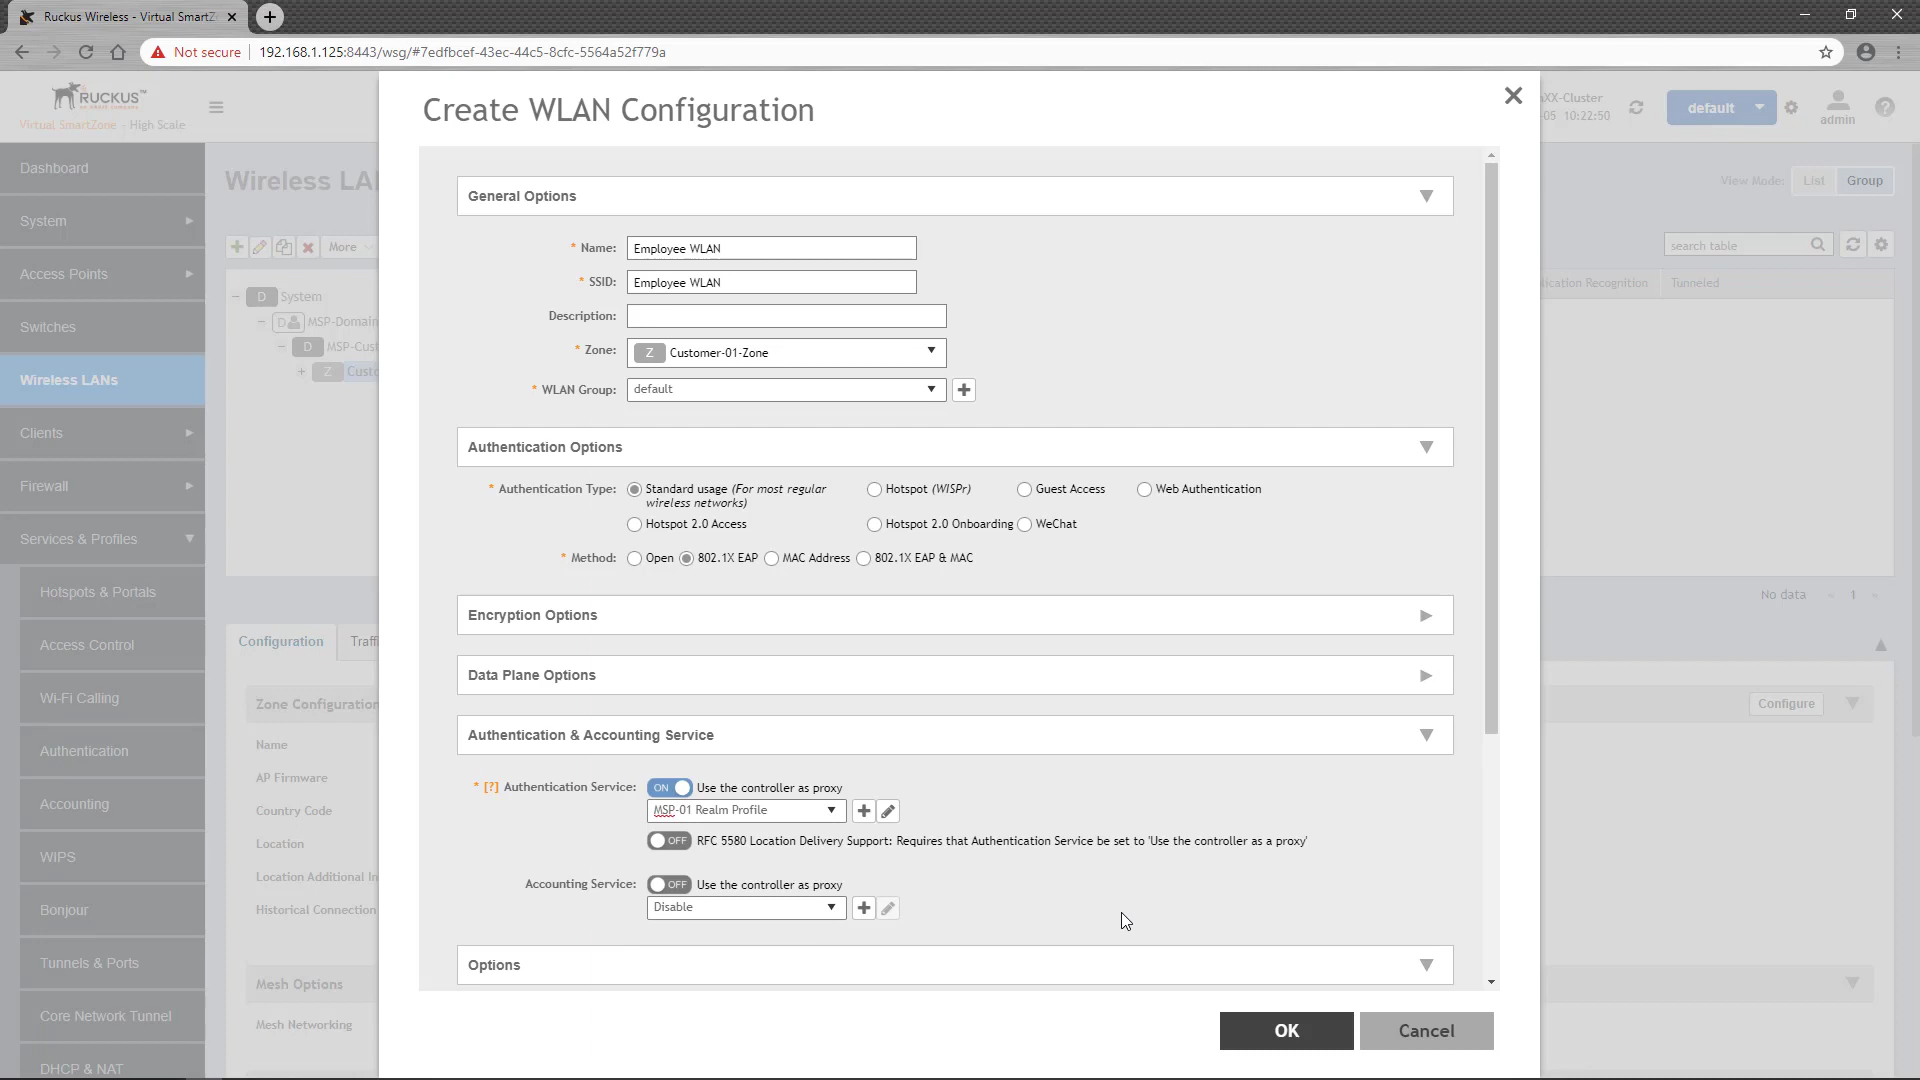 Ruckus Wireless - Virtual SmartZ
Not secure
192.168.1.125:8443/wsg/#7edfbcef-43ec-44c5-8cfc-5564a52f779a
RUCKUS™
Virtual SmartZone - High Scale
Create WLAN Configuration
XX-Cluster
-05 10:22:50
default
admin
Dashboard
System
Access Points
Switches
Wireless LANs
Clients
Firewall
Services & Profiles
Hotspots & Portals
Access Control
Wi-Fi Calling
Authentication
Accounting
WIPS
Bonjour
Tunnels & Ports
Core Network Tunnel
DHCP & NAT
Wireless LA
View Mode: List Group
More
search table
D System
D MSP-Domain
D MSP-Cust
Z Custo
lication Recognition
Tunneled
No data
1
Configuration
Traffi
Zone Configuration
Configure
Name
AP Firmware
Country Code
Location
Location Additional In
Historical Connection
Mesh Options
Mesh Networking
General Options
* Name: Employee WLAN
* SSID: Employee WLAN
Description:
* Zone: Z Customer-01-Zone
* WLAN Group: default
Authentication Options
* Authentication Type: Standard usage (For most regular
wireless networks)
Hotspot (WISPr)
Guest Access
Web Authentication
Hotspot 2.0 Access
Hotspot 2.0 Onboarding
WeChat
* Method: Open 802.1X EAP MAC Address 802.1X EAP & MAC
Encryption Options
Data Plane Options
Authentication & Accounting Service
* [?] Authentication Service: ON Use the controller as proxy
MSP-01 Realm Profile
OFF RFC 5580 Location Delivery Support: Requires that Authentication Service be set to 'Use the controller as a proxy'
Accounting Service: OFF Use the controller as proxy
Disable
Options
OK
Cancel